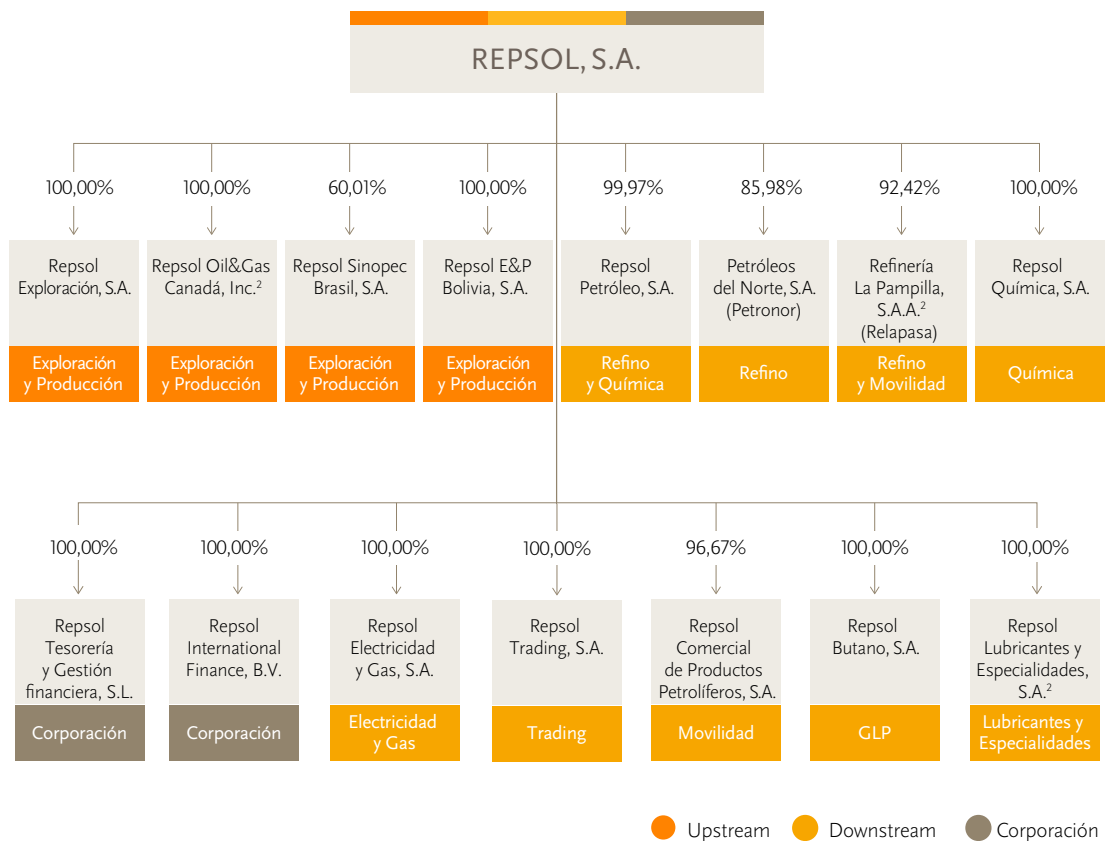 REPSOL, S.A.
100,00%
100,00%
60,01%
100,00%
99,97%
85,98%
92,42%
100,00%
Repsol
Exploración, S.A.
Exploración
y Producción
Repsol Oil&Gas
Canadá, Inc.²
Exploración
y Producción
Repsol Sinopec
Brasil, S.A.
Exploración
y Producción
Repsol E&P
Bolivia, S.A.
Exploración
y Producción
Repsol
Petróleo, S.A.
Refino
y Química
Petróleos
del Norte, S.A.
(Petronor)
Refino
Refinería
La Pampilla,
S.A.A.²
(Relapasa)
Refino
y Movilidad
Repsol
Química, S.A.
Química
100,00%
100,00%
100,00%
100,00%
96,67%
100,00%
100,00%
Repsol
Tesorería
y Gestión
financiera, S.L.
Corporación
Repsol
International
Finance, B.V.
Corporación
Repsol
Electricidad
y Gas, S.A.
Electricidad
y Gas
Repsol
Trading, S.A.
Trading
Repsol
Comercial
de Productos
Petrolíferos, S.A.
Movilidad
Repsol
Butano, S.A.
GLP
Repsol
Lubricantes y
Especialidades,
S.A.²
Lubricantes y
Especialidades
Upstream
Downstream
Corporación